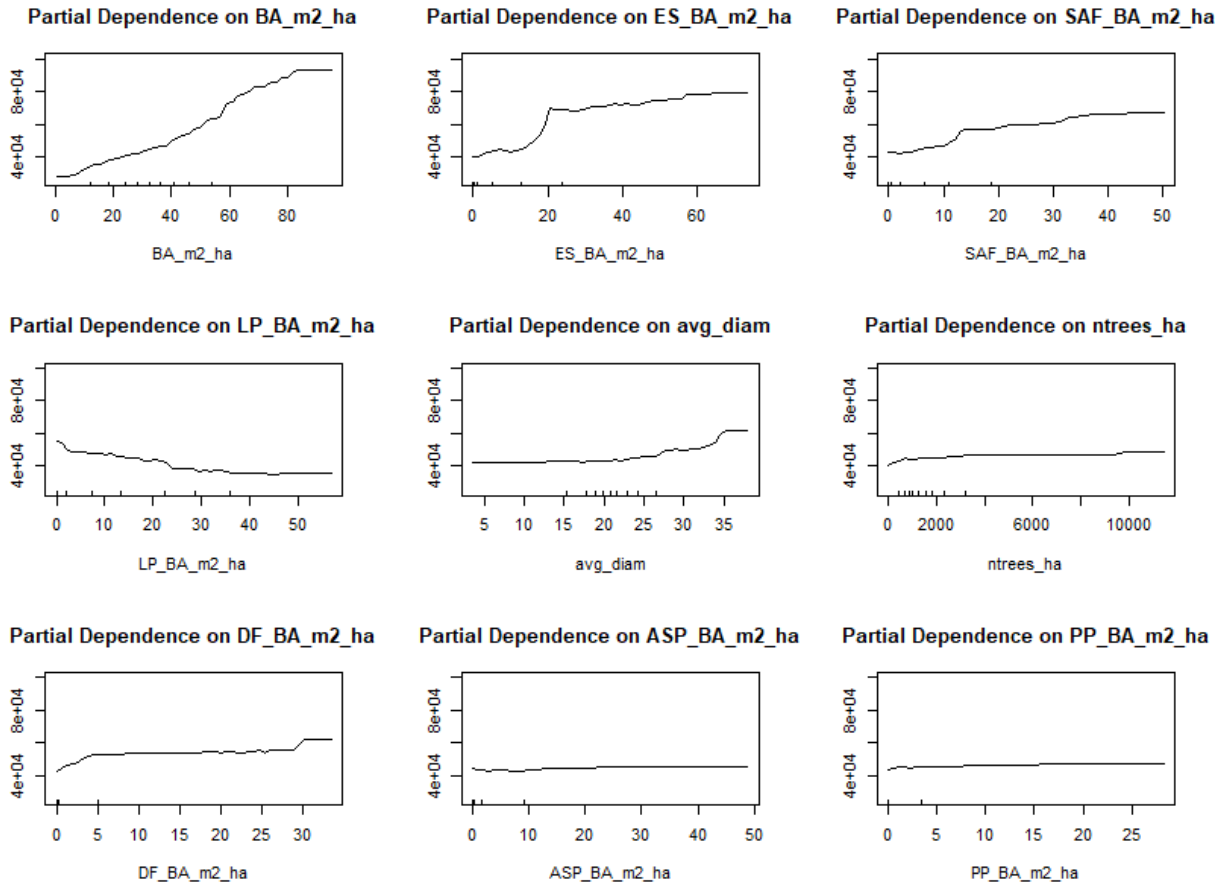 Partial Dependence on BA_m2_ha
4e+04 8e+04
0 20 40 60 80
BA_m2_ha
Partial Dependence on ES_BA_m2_ha
4e+04 8e+04
0 20 40 60
ES_BA_m2_ha
Partial Dependence on SAF_BA_m2_ha
4e+04 8e+04
0 10 20 30 40 50
SAF_BA_m2_ha
Partial Dependence on LP_BA_m2_ha
4e+04 8e+04
0 10 20 30 40 50
LP_BA_m2_ha
Partial Dependence on avg_diam
4e+04 8e+04
5 10 15 20 25 30 35
avg_diam
Partial Dependence on ntrees_ha
4e+04 8e+04
0 2000 6000 10000
ntrees_ha
Partial Dependence on DF_BA_m2_ha
4e+04 8e+04
0 5 10 15 20 25 30
DF_BA_m2_ha
Partial Dependence on ASP_BA_m2_ha
4e+04 8e+04
0 10 20 30 40 50
ASP_BA_m2_ha
Partial Dependence on PP_BA_m2_ha
4e+04 8e+04
0 5 10 15 20 25
PP_BA_m2_ha